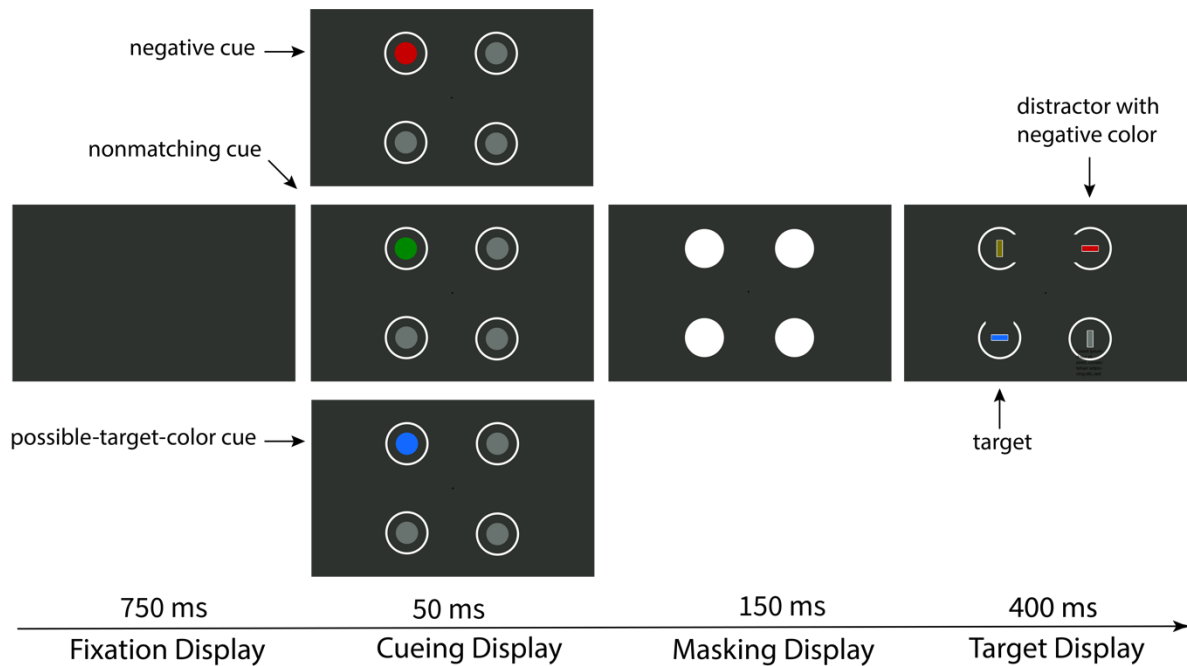 negative cue
nonmatching cue
possible-target-color cue
distractor with
negative color
target
750 ms
50 ms
150 ms
400 ms
Fixation Display
Cueing Display
Masking Display
Target Display